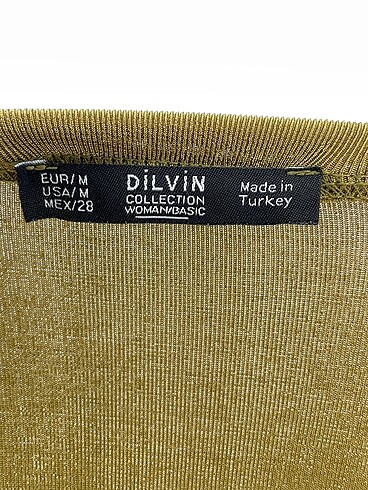 EUR/M
USA/M
MEX/28
DiLViN
COLLECTION
WOMAN/BASIC
Made in
Turkey